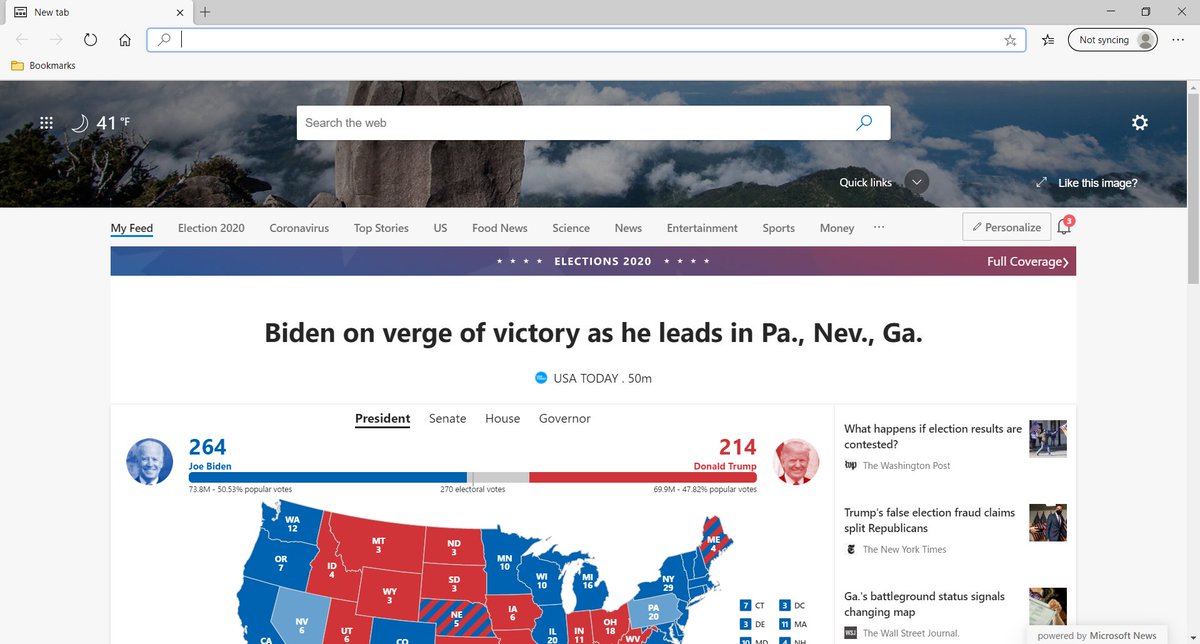 New tab
Not syncing
Bookmarks
41 °F
Search the web
Quick links
Like this image?
My Feed Election 2020 Coronavirus Top Stories US Food News Science News Entertainment Sports Money ... Personalize 3
ELECTIONS 2020
Full Coverage
Biden on verge of victory as he leads in Pa., Nev., Ga.
USA TODAY . 50m
President Senate House Governor
264
214
Joe Biden
Donald Trump
73.8M - 50.53% popular votes
270 electoral votes
69.9M - 47.82% popular votes
WA
12
OR
7
ID
4
MT
3
ND
3
MN
10
WI
10
MI
16
NY
29
ME
4
WY
3
SD
3
NE
5
IA
6
NV
6
UT
6
CA
CO
IL
20
IN
11
OH
18
WV
PA
20
7 CT
3 DC
3 DE
11 MA
10 MD
4 NH
What happens if election results are
contested?
wp The Washington Post
Trump's false election fraud claims
split Republicans
The New York Times
Ga.'s battleground status signals
changing map
WSJ The Wall Street Journal.
powered by Microsoft News